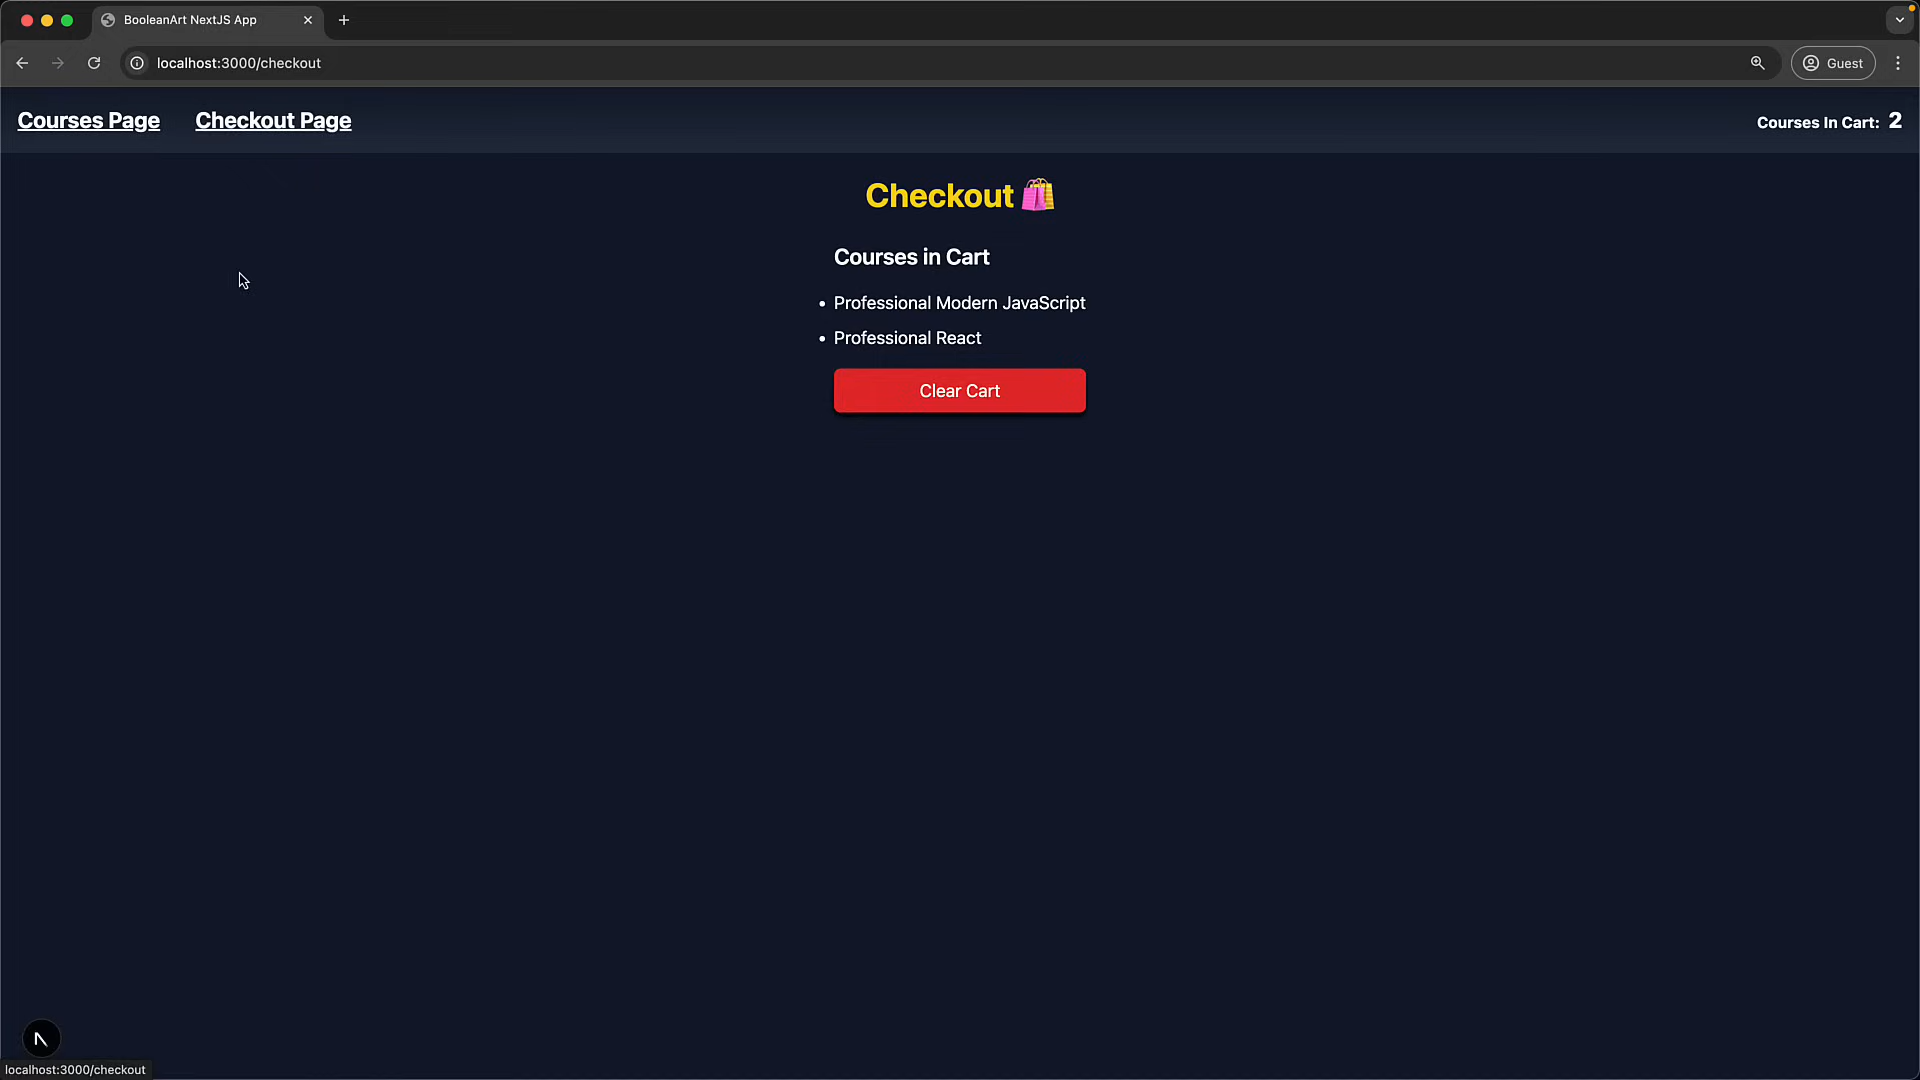 BooleanArt NextJS App
localhost:3000/checkout
Guest
Courses Page
Checkout Page
Courses In Cart: 2
Checkout 🛍️
Courses in Cart
• Professional Modern JavaScript
• Professional React
Clear Cart
localhost:3000/checkout